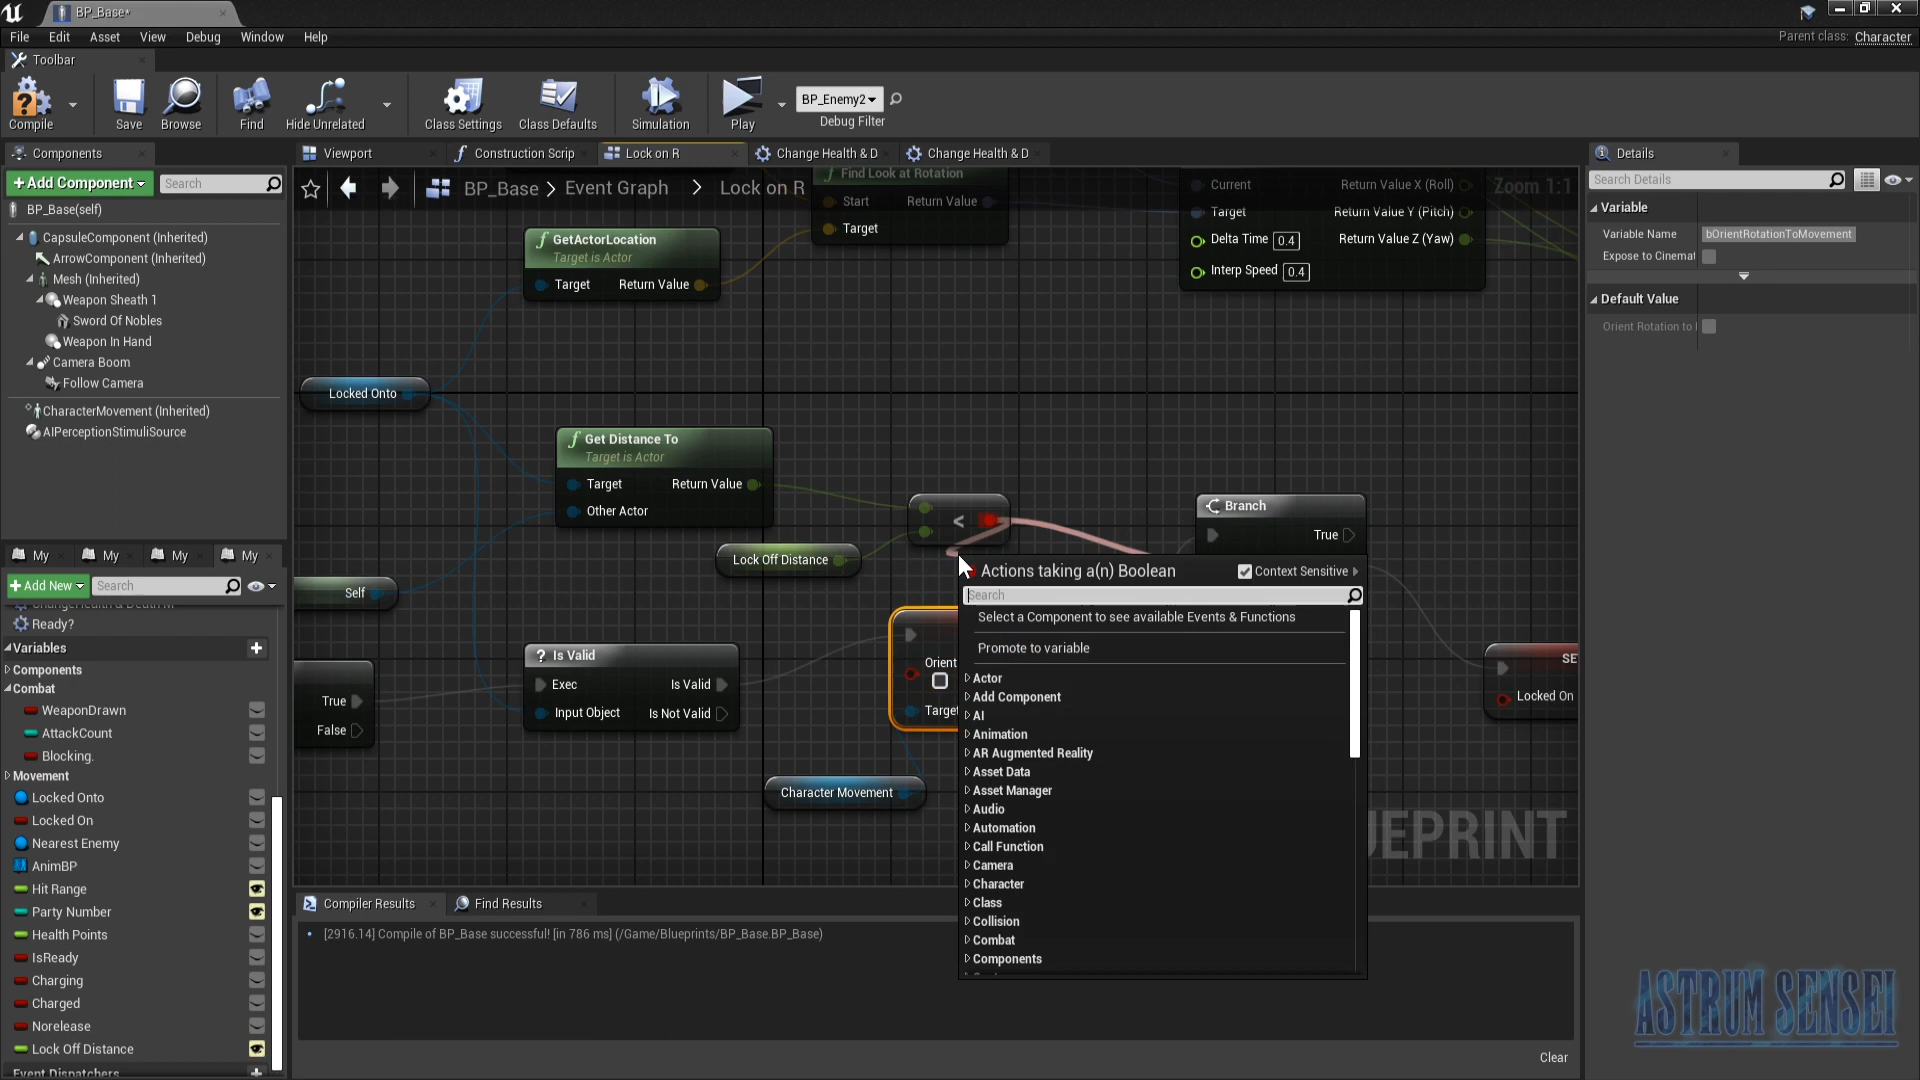 BP_Base*
File Edit Asset View Debug Window Help
Parent class: Character
Toolbar
Compile Save Browse Find Hide Unrelated Class Settings Class Defaults Simulation Play
BP_Enemy2
Debug Filter
Components
Viewport Construction Scrip Lock on R Change Health & D Change Health & D
Details
+Add Component Search
BP_Base > Event Graph > Lock on R
Zoom 1:1
Search Details
BP_Base(self)
CapsuleComponent (Inherited)
ArrowComponent (Inherited)
Mesh (Inherited)
Weapon Sheath 1
Sword Of Nobles
Weapon In Hand
Camera Boom
Follow Camera
CharacterMovement (Inherited)
AIPerceptionStimuliSource
My My My My
+Add New Search
Ready?
Variables
Components
Combat
WeaponDrawn
AttackCount
Blocking.
Movement
Locked Onto
Locked On
Nearest Enemy
AnimBP
Hit Range
Party Number
Health Points
IsReady
Charging
Charged
Norelease
Lock Off Distance
Event Dispatchers
Find Look at Rotation
Start Return Value
Target
Current Return Value X (Roll)
Target Return Value Y (Pitch)
Delta Time 0.4 Return Value Z (Yaw)
Interp Speed 0.4
GetActorLocation
Target is Actor
Target Return Value
Locked Onto
Get Distance To
Target is Actor
Target Return Value
Other Actor
<
Lock Off Distance
Branch
True
Self
? Is Valid
Exec Is Valid
Input Object Is Not Valid
True
False
Orient
Target
Character Movement
SE
Locked On
UEPRINT
Actions taking a(n) Boolean Context Sensitive
Search
Select a Component to see available Events & Functions
Promote to variable
Actor
Add Component
AI
Animation
AR Augmented Reality
Asset Data
Asset Manager
Audio
Automation
Call Function
Camera
Character
Class
Collision
Combat
Components
Compiler Results Find Results
[2916.14] Compile of BP_Base successful! [in 786 ms] (/Game/Blueprints/BP_Base.BP_Base)
Clear
Variable
Variable Name bOrientRotationToMovement
Expose to Cinemat
Default Value
Orient Rotation to
ASTRUM SENSEI